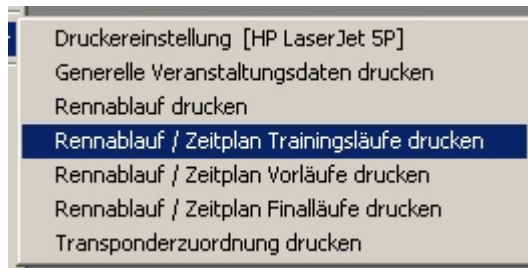 Druckereinstellung [HP LaserJet 5P]
Generelle Veranstaltungsdaten drucken
Rennablauf drucken
Rennablauf / Zeitplan Trainingsläufe drucken
Rennablauf / Zeitplan Vorläufe drucken
Rennablauf / Zeitplan Finalläufe drucken
Transponderzuordnung drucken